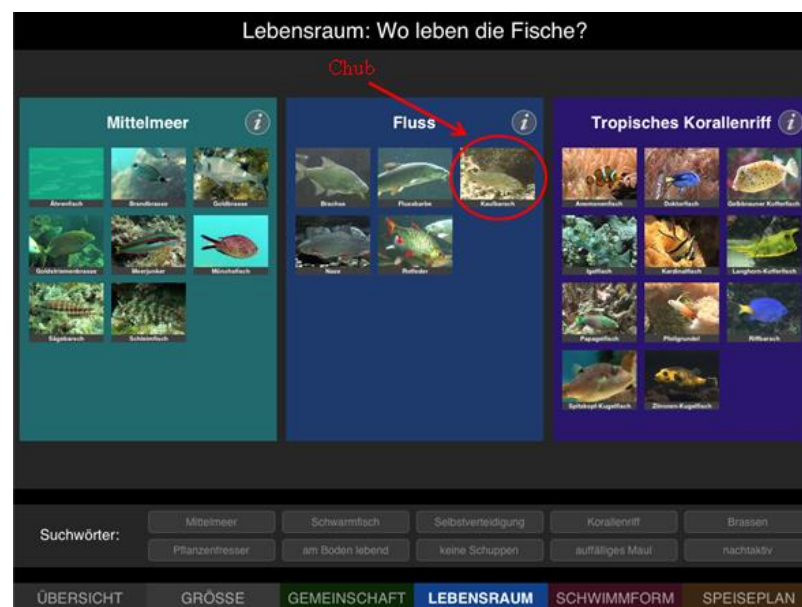 Lebensraum: Wo leben die Fische?
Chub
Mittelmeer
Ährenfisch Brandbrasse Goldbrasse
Goldstriemenbrasse Meerjunker Mönchsfisch
Sägebarsch Schleimfisch
Fluss
Brachse Flussbarbe Kaulbarsch
Nase Rotfeder
Tropisches Korallenriff
Anemonenfisch Doktorfisch Gelbbrauner Kofferfisch
Igelfisch Kardinalfisch Langhorn-Kofferfisch
Papageifisch Pfeilgrundel Riffbarsch
Spitzkopf-Kugelfisch Zitronen-Kugelfisch
Suchwörter:
Mittelmeer Schwarmfisch Selbstverteidigung Korallenriff Brassen
Pflanzenfresser am Boden lebend keine Schuppen auffälliges Maul nachtaktiv
ÜBERSICHT GRÖSSE GEMEINSCHAFT LEBENSRAUM SCHWIMMFORM SPEISEPLAN